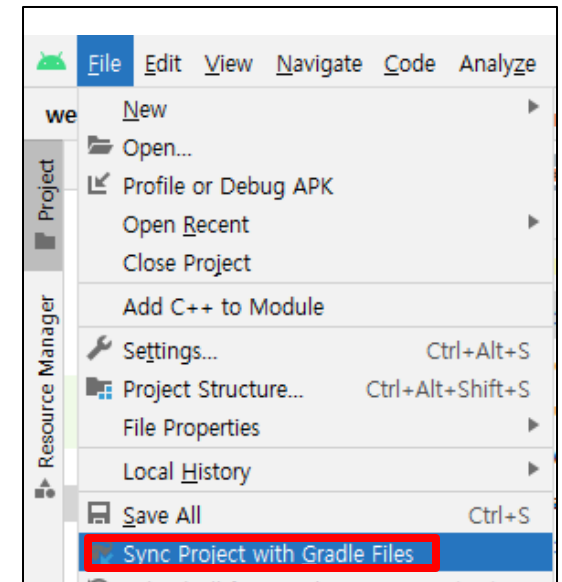 File Edit View Navigate Code Analyze
we
New
Open...
Profile or Debug APK
Open Recent
Close Project
Add C++ to Module
Settings... Ctrl+Alt+S
Project Structure... Ctrl+Alt+Shift+S
File Properties
Local History
Save All Ctrl+S
Sync Project with Gradle Files
Project
Resource Manager